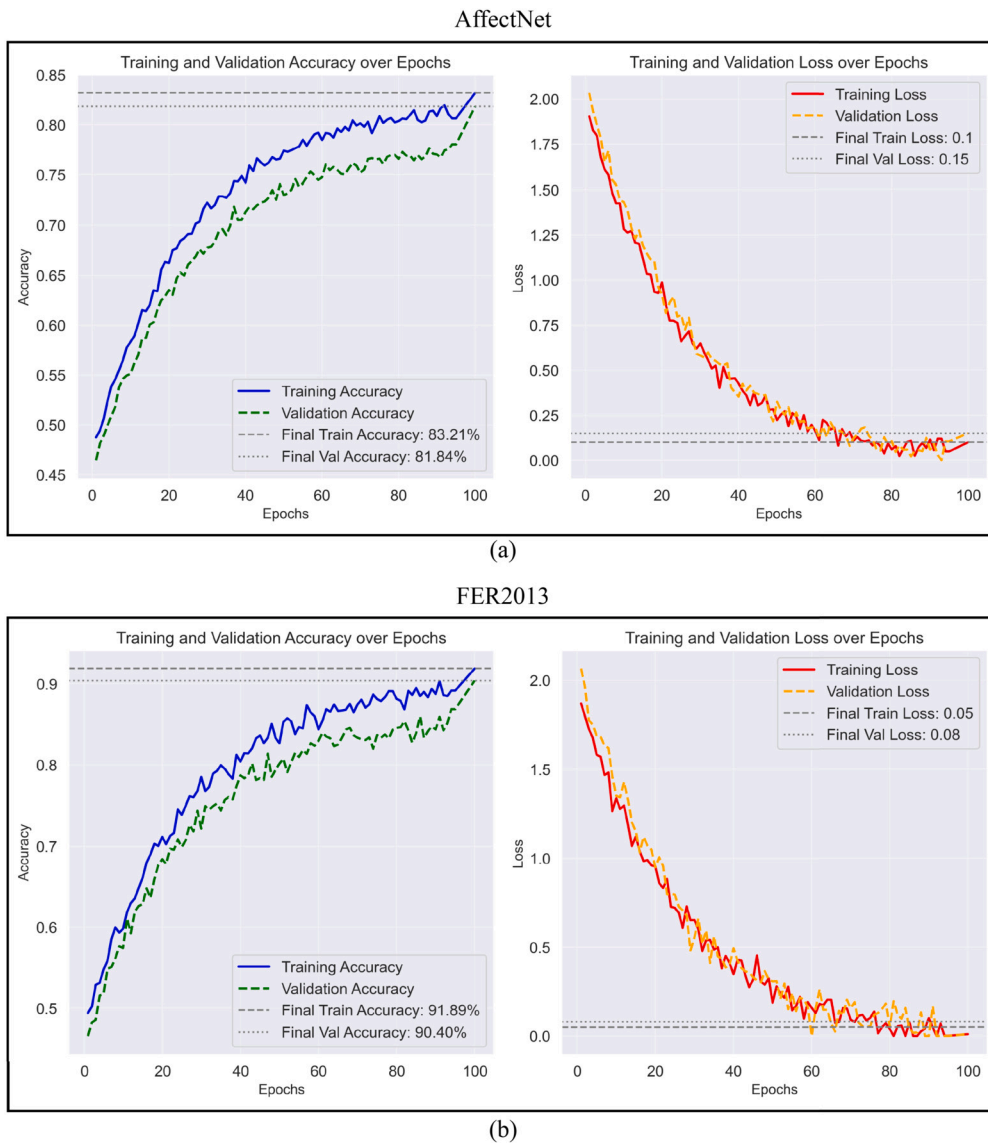 AffectNet
Training and Validation Accuracy over Epochs
0.85
0.80
0.75
0.70
0.65
0.60
0.55
0.50
0.45
Accuracy
Training Accuracy
Validation Accuracy
Final Train Accuracy: 83.21%
Final Val Accuracy: 81.84%
0 20 40 60 80 100
Epochs
Training and Validation Loss over Epochs
2.00
1.75
1.50
1.25
1.00
0.75
0.50
0.25
0.00
Loss
Training Loss
Validation Loss
Final Train Loss: 0.1
Final Val Loss: 0.15
0 20 40 60 80 100
Epochs
(a)
FER2013
Training and Validation Accuracy over Epochs
0.9
0.8
0.7
0.6
0.5
Accuracy
Training Accuracy
Validation Accuracy
Final Train Accuracy: 91.89%
Final Val Accuracy: 90.40%
0 20 40 60 80 100
Epochs
Training and Validation Loss over Epochs
2.0
1.5
1.0
0.5
0.0
Loss
Training Loss
Validation Loss
Final Train Loss: 0.05
Final Val Loss: 0.08
0 20 40 60 80 100
Epochs
(b)